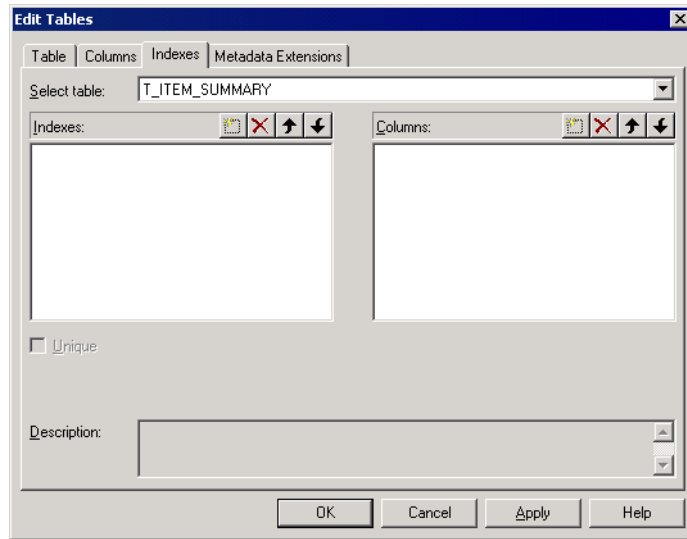 Edit Tables
Table Columns Indexes Metadata Extensions
Select table: T_ITEM_SUMMARY
Indexes: Columns:
Unique
Description:
OK Cancel Apply Help